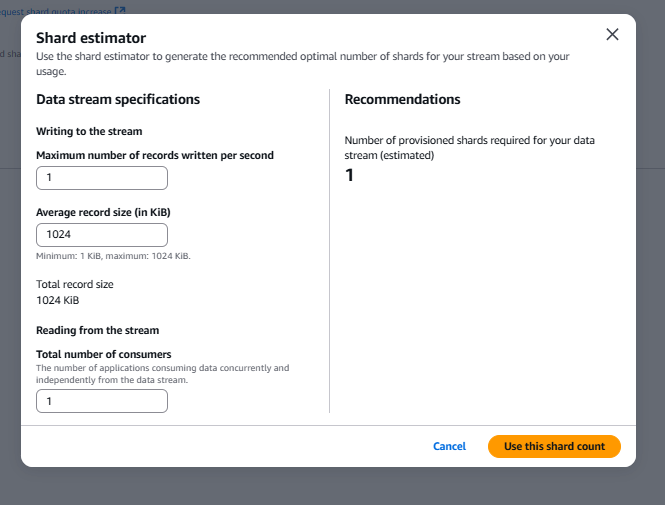 equest shard quota increase
d sha
Shard estimator
Use the shard estimator to generate the recommended optimal number of shards for your stream based on your
usage.
Data stream specifications
Writing to the stream
Maximum number of records written per second
1
Average record size (in KiB)
1024
Minimum: 1 KiB, maximum: 1024 KiB.
Total record size
1024 KiB
Reading from the stream
Total number of consumers
The number of applications consuming data concurrently and
independently from the data stream.
1
Recommendations
Number of provisioned shards required for your data
stream (estimated)
1
Cancel
Use this shard count